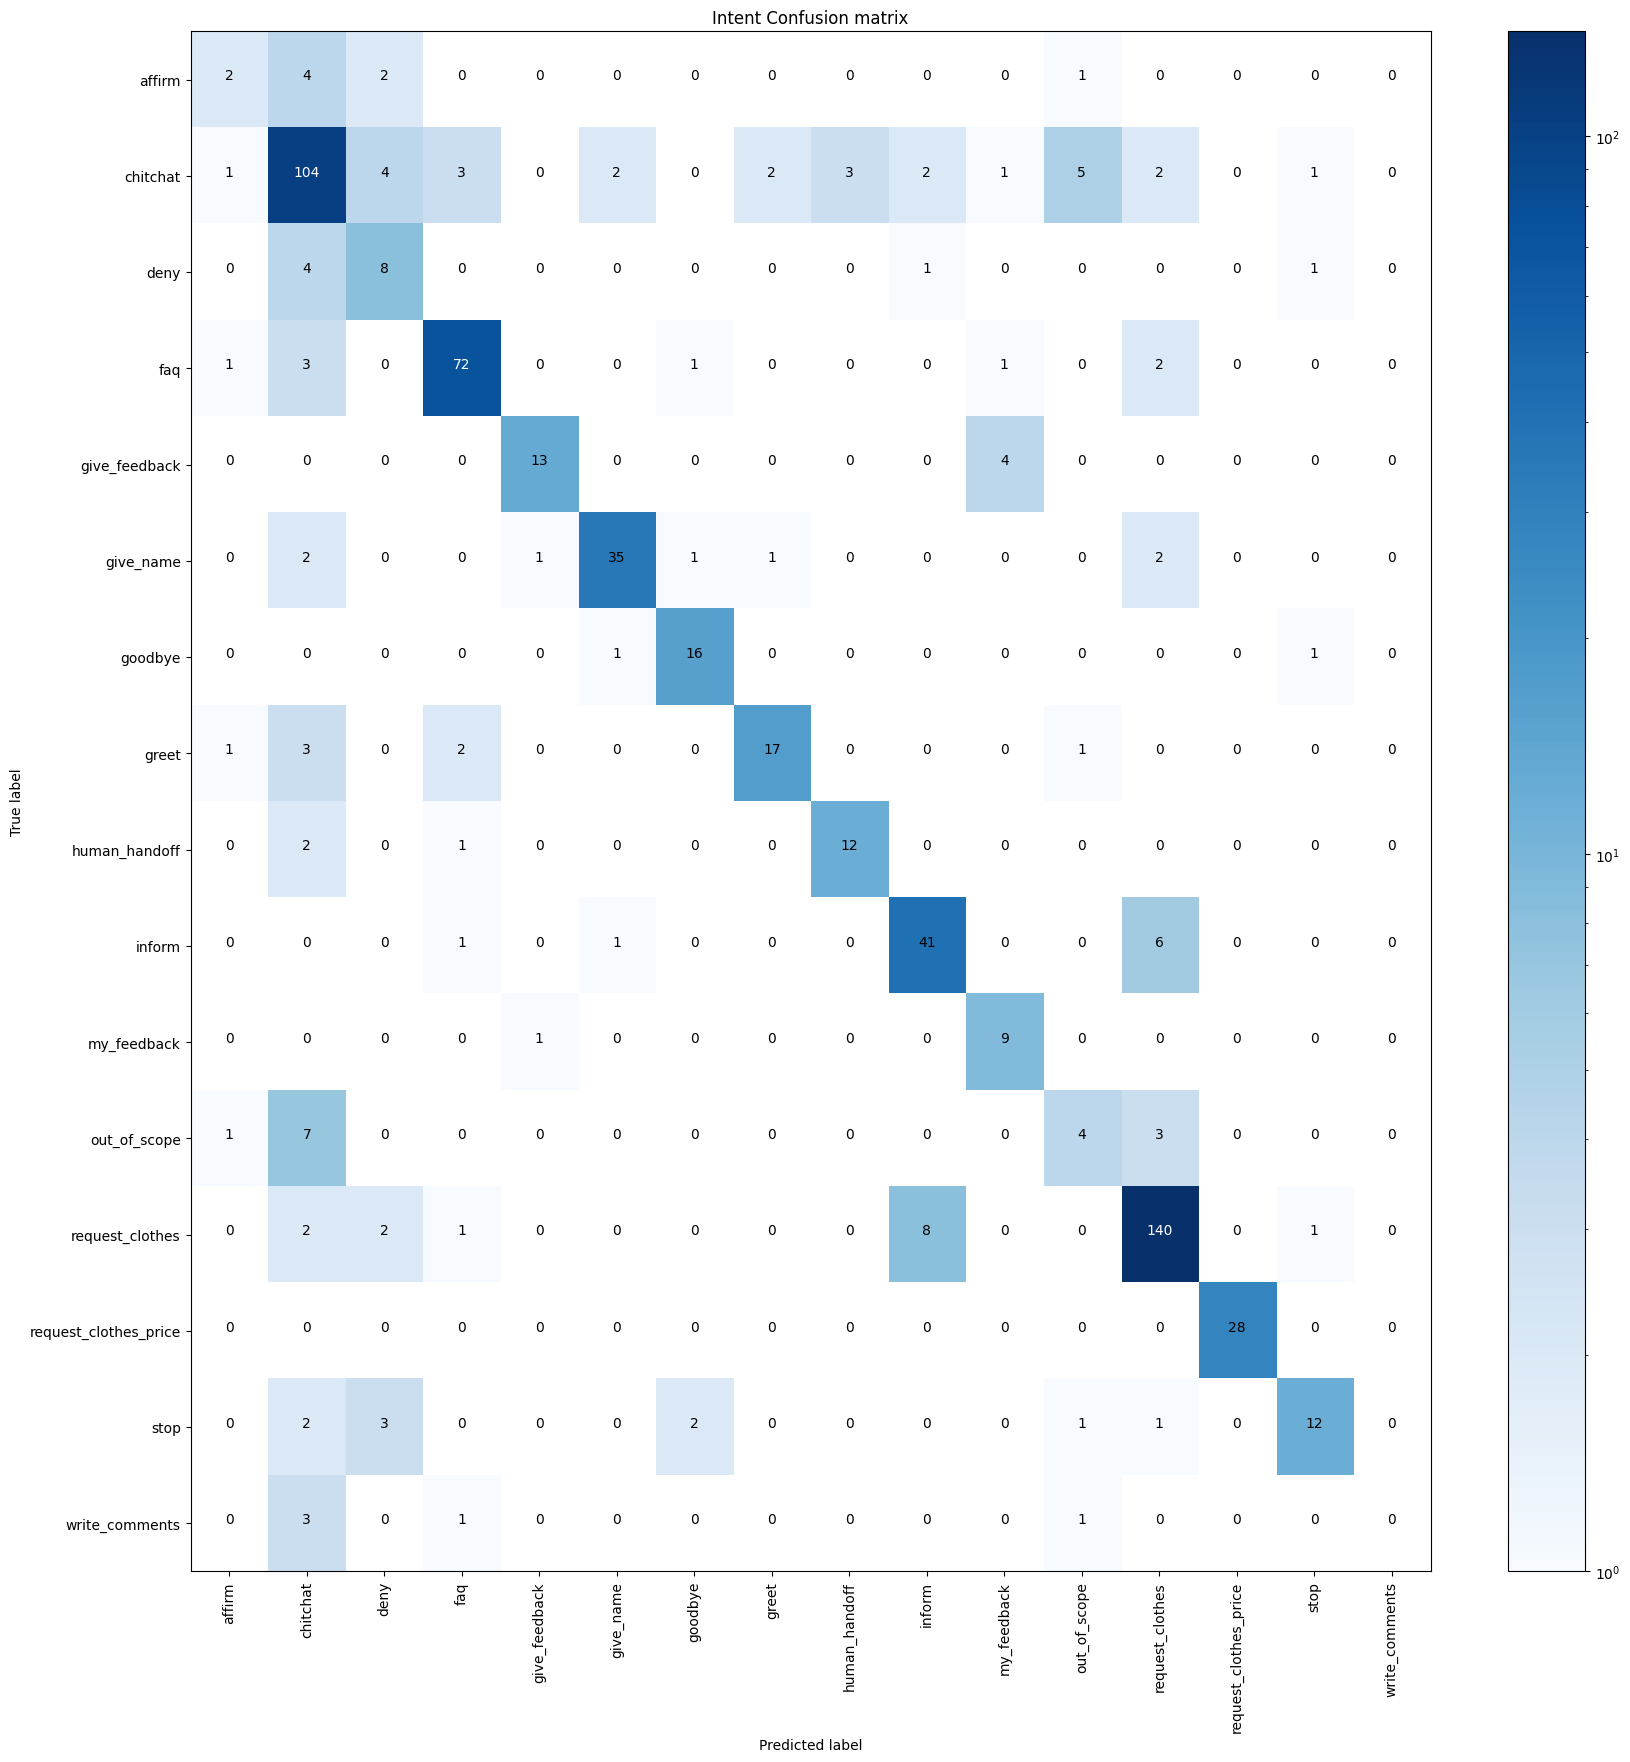 Intent Confusion matrix
affirm 2 4 2 0 0 0 0 0 0 0 0 1 0 0 0 0
chitchat 1 104 4 3 0 2 0 2 3 2 1 5 2 0 1 0
deny 0 4 8 0 0 0 0 0 0 1 0 0 0 0 1 0
faq 1 3 0 72 0 0 1 0 0 0 1 0 2 0 0 0
give_feedback 0 0 0 0 13 0 0 0 0 0 4 0 0 0 0 0
give_name 0 2 0 0 1 35 1 1 0 0 0 0 2 0 0 0
goodbye 0 0 0 0 0 1 16 0 0 0 0 0 0 0 1 0
greet 1 3 0 2 0 0 0 17 0 0 0 1 0 0 0 0
human_handoff 0 2 0 1 0 0 0 0 12 0 0 0 0 0 0 0
inform 0 0 0 1 0 1 0 0 0 41 0 0 6 0 0 0
my_feedback 0 0 0 0 1 0 0 0 0 0 9 0 0 0 0 0
out_of_scope 1 7 0 0 0 0 0 0 0 0 0 4 3 0 0 0
request_clothes 0 2 2 1 0 0 0 0 0 8 0 0 140 0 1 0
request_clothes_price 0 0 0 0 0 0 0 0 0 0 0 0 0 28 0 0
stop 0 2 3 0 0 0 2 0 0 0 0 1 1 0 12 0
write_comments 0 3 0 1 0 0 0 0 0 0 0 1 0 0 0 0
True label
affirm
chitchat
deny
faq
give_feedback
give_name
goodbye
greet
human_handoff
inform
my_feedback
out_of_scope
request_clothes
request_clothes_price
stop
write_comments
Predicted label
10²
10¹
10⁰